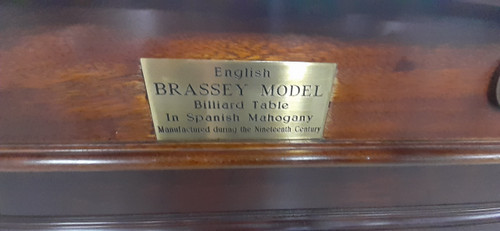 English
BRASSEY MODEL
Billiard Table
In Spanish Mahogany
Manufactured during the Nineteenth Century